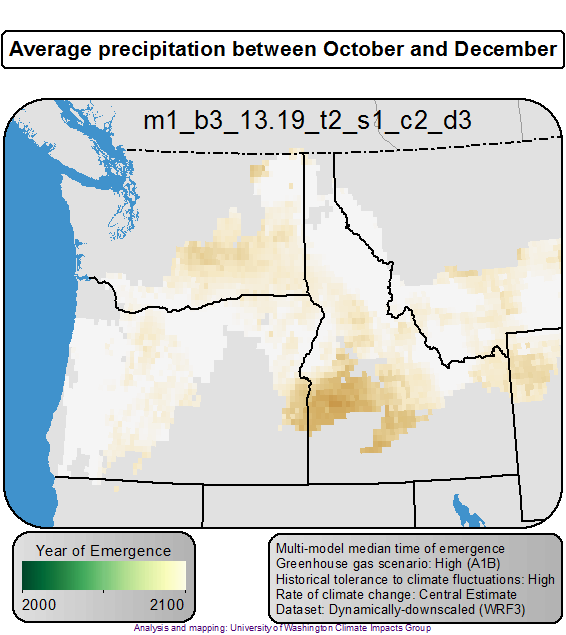 Average precipitation between October and December
m1_b3_13.19_t2_s1_c2_d3
Year of Emergence
2000 2100
Multi-model median time of emergence
Greenhouse gas scenario: High (A1B)
Historical tolerance to climate fluctuations: High
Rate of climate change: Central Estimate
Dataset: Dynamically-downscaled (WRF3)
Analysis and mapping: University of Washington Climate Impacts Group